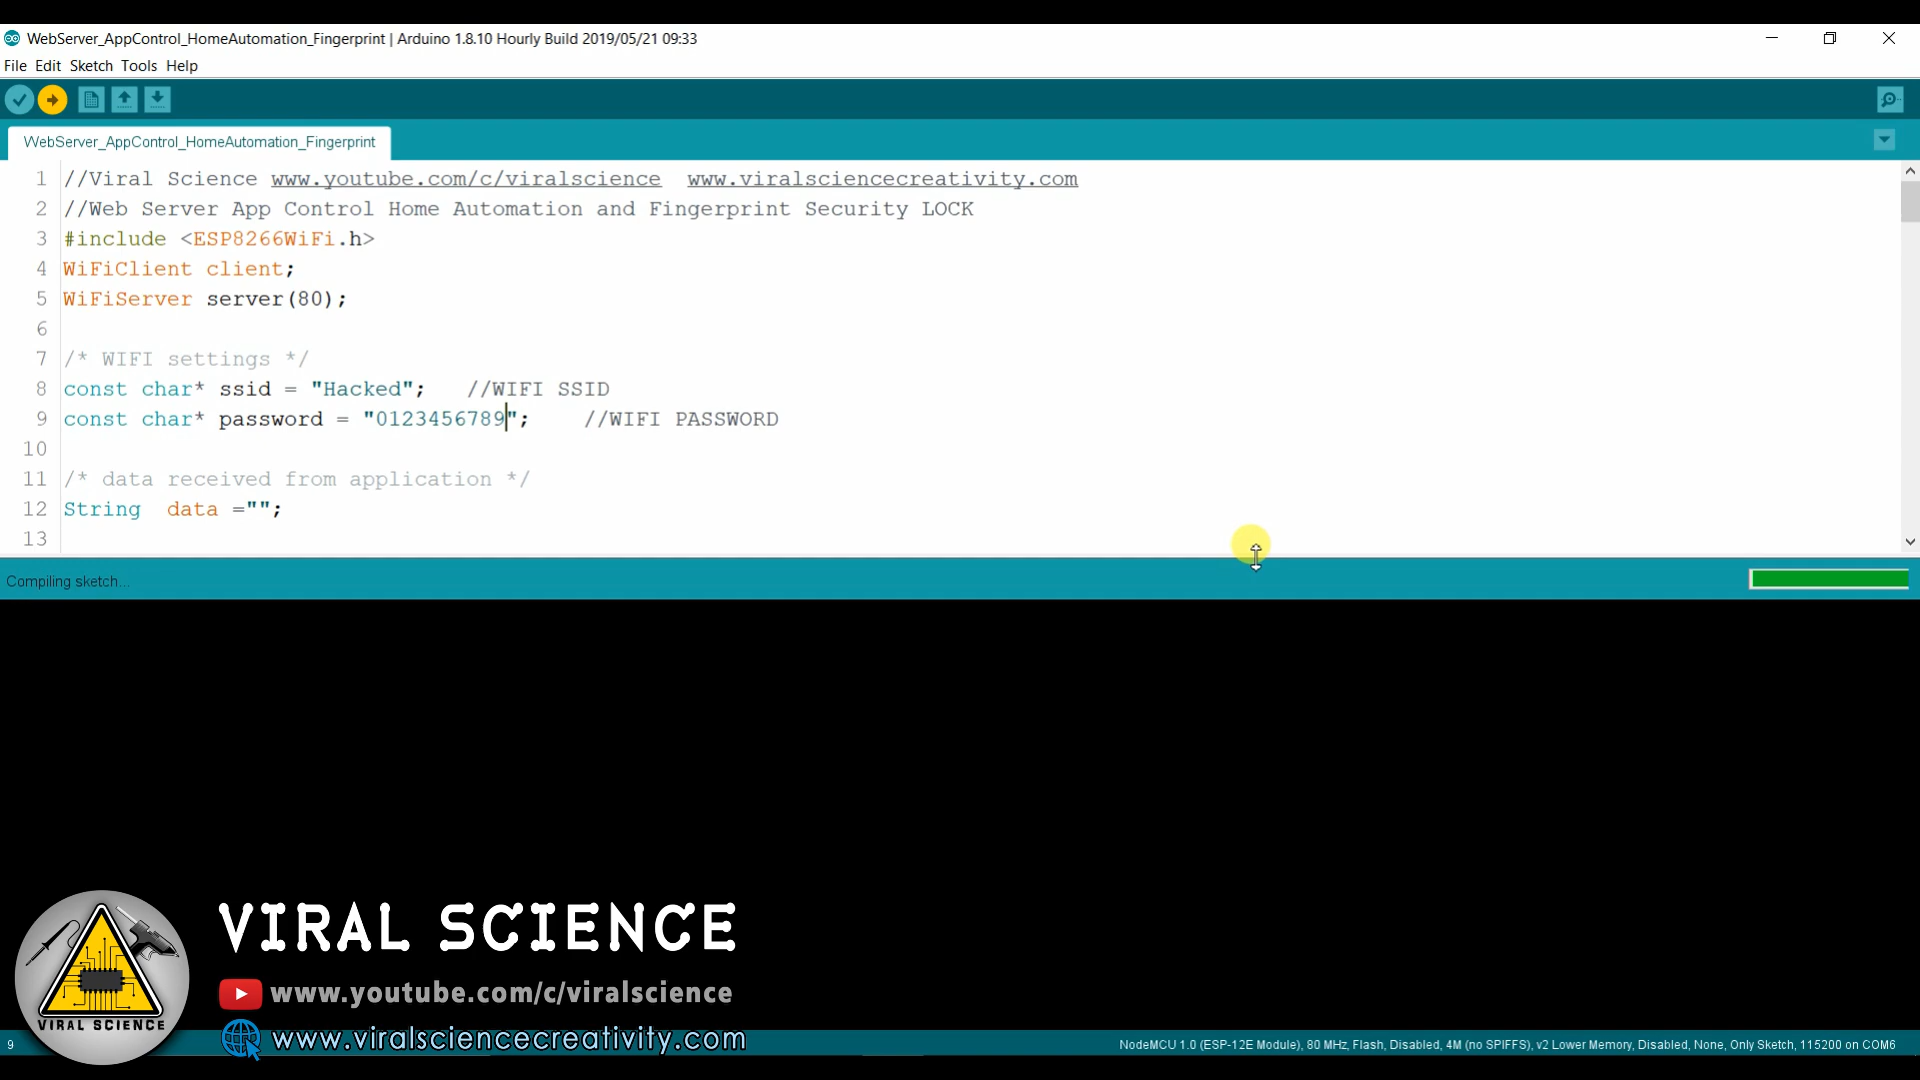 WebServer_AppControl_HomeAutomation_Fingerprint | Arduino 1.8.10 Hourly Build 2019/05/21 09:33
File Edit Sketch Tools Help
WebServer_AppControl_HomeAutomation_Fingerprint
1 //Viral Science www.youtube.com/c/viralscience  www.viralsciencecreativity.com
2 //Web Server App Control Home Automation and Fingerprint Security LOCK
3 #include <ESP8266WiFi.h>
4 WiFiClient client;
5 WiFiServer server(80);
6
7 /* WIFI settings */
8 const char* ssid = "Hacked";   //WIFI SSID
9 const char* password = "0123456789";    //WIFI PASSWORD
10
11 /* data received from application */
12 String  data ="";
13
Compiling sketch...
VIRAL SCIENCE
www.youtube.com/c/viralscience
VIRAL SCIENCE
www.viralsciencecreativity.com
9
NodeMCU 1.0 (ESP-12E Module), 80 MHz, Flash, Disabled, 4M (no SPIFFS), v2 Lower Memory, Disabled, None, Only Sketch, 115200 on COM6